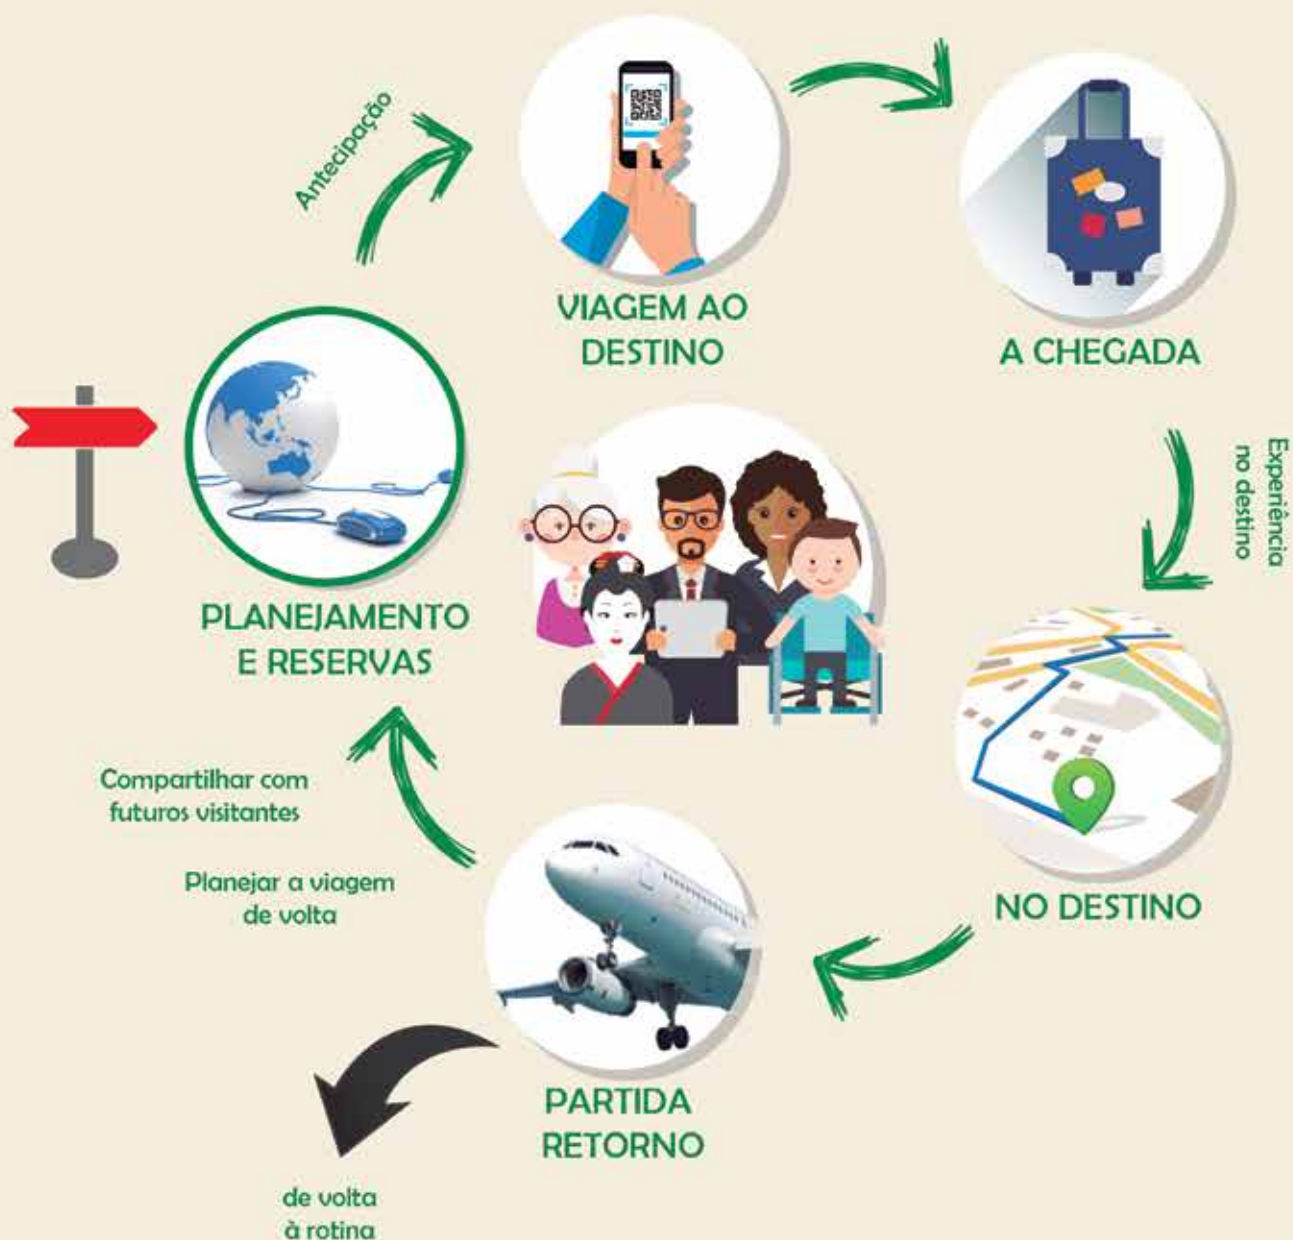 Antecipação
VIAGEM AO
DESTINO
A CHEGADA
Experiência
no destino
PLANEJAMENTO
E RESERVAS
Compartilhar com
futuros visitantes
Planejar a viagem
de volta
NO DESTINO
PARTIDA
RETORNO
de volta
à rotina